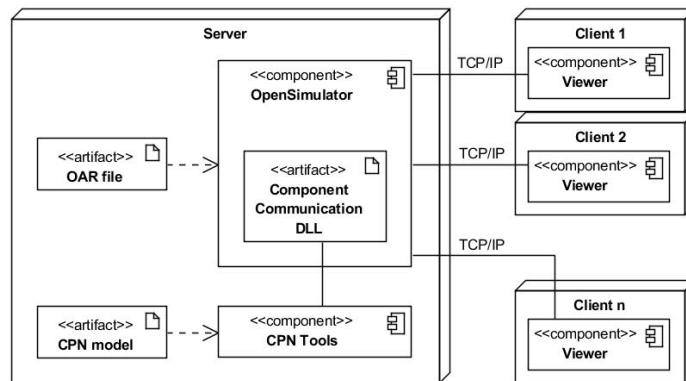 Server
<<component>>
OpenSimulator
<<artifact>>
OAR file
<<artifact>>
Component
Communication
DLL
<<artifact>>
CPN model
<<component>>
CPN Tools
TCP/IP
Client 1
<<component>>
Viewer
TCP/IP
Client 2
<<component>>
Viewer
TCP/IP
Client n
<<component>>
Viewer